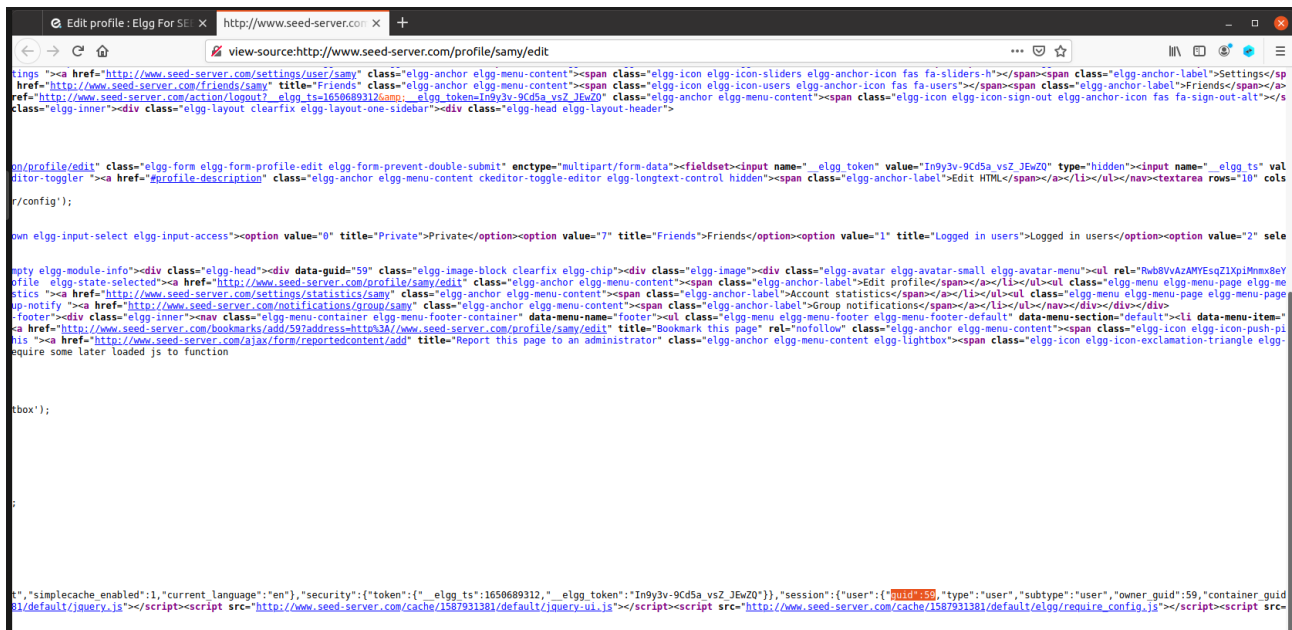 Edit profile : Elgg For SEE
http://www.seed-server.com
view-source:http://www.seed-server.com/profile/samy/edit
tings "><a href="http://www.seed-server.com/settings/user/samy" class="elgg-anchor elgg-menu-content"><span class="elgg-icon elgg-icon-sliders elgg-anchor-icon fas fa-sliders-h"></span><span class="elgg-anchor-label">Settings</sp
href="http://www.seed-server.com/friends/samy" title="Friends" class="elgg-anchor elgg-menu-content"><span class="elgg-icon elgg-icon-users elgg-anchor-icon fas fa-users"></span><span class="elgg-anchor-label">Friends</span></a>
ref="http://www.seed-server.com/action/logout?__elgg_ts=1650689312&amp;__elgg_token=In9y3v-9Cd5a_vsZ_JEwZQ" class="elgg-anchor elgg-menu-content"><span class="elgg-icon elgg-icon-sign-out elgg-anchor-icon fas fa-sign-out-alt"></s
class="elgg-inner"><div class="elgg-layout clearfix elgg-layout-one-sidebar"><div class="elgg-head elgg-layout-header">
on/profile/edit" class="elgg-form elgg-form-profile-edit elgg-form-prevent-double-submit" enctype="multipart/form-data"><fieldset><input name="__elgg_token" value="In9y3v-9Cd5a_vsZ_JEwZQ" type="hidden"><input name="__elgg_ts" val
ditor-toggler "><a href="#profile-description" class="elgg-anchor elgg-menu-content ckeditor-toggle-editor elgg-longtext-control hidden"><span class="elgg-anchor-label">Edit HTML</span></a></li></ul></nav><textarea rows="10" cols
r/config');
own elgg-input-select elgg-input-access"><option value="0" title="Private">Private</option><option value="7" title="Friends">Friends</option><option value="1" title="Logged in users">Logged in users</option><option value="2" sele
mpty elgg-module-info"><div class="elgg-head"><div data-guid="59" class="elgg-image-block clearfix elgg-chip"><div class="elgg-image"><div class="elgg-avatar elgg-avatar-small elgg-avatar-menu"><ul rel="Rwb8VvAzAMYEsqZ1XpiMnmx8eY
ofile  elgg-state-selected"><a href="http://www.seed-server.com/profile/samy/edit" class="elgg-anchor elgg-menu-content"><span class="elgg-anchor-label">Edit profile</span></a></li></ul><ul class="elgg-menu elgg-menu-page elgg-me
stics "><a href="http://www.seed-server.com/settings/statistics/samy" class="elgg-anchor elgg-menu-content"><span class="elgg-anchor-label">Account statistics</span></a></li></ul><ul class="elgg-menu elgg-menu-page elgg-menu-page
up-notify "><a href="http://www.seed-server.com/notifications/group/samy" class="elgg-anchor elgg-menu-content"><span class="elgg-anchor-label">Group notifications</span></a></li></ul></nav></div></div></div>
-footer"><div class="elgg-inner"><nav class="elgg-menu-container elgg-menu-footer-container" data-menu-name="footer"><ul class="elgg-menu elgg-menu-footer elgg-menu-footer-default" data-menu-section="default"><li data-menu-item="
<a href="http://www.seed-server.com/bookmarks/add/59?address=http%3A//www.seed-server.com/profile/samy/edit" title="Bookmark this page" rel="nofollow" class="elgg-anchor elgg-menu-content"><span class="elgg-icon elgg-icon-push-pi
his "><a href="http://www.seed-server.com/ajax/form/reportedcontent/add" title="Report this page to an administrator" class="elgg-anchor elgg-menu-content elgg-lightbox"><span class="elgg-icon elgg-icon-exclamation-triangle elgg-
equire some later loaded js to function
tbox');
;
t","simplecache_enabled":1,"current_language":"en"},"security":{"token":{"__elgg_ts":1650689312,"__elgg_token":"In9y3v-9Cd5a_vsZ_JEwZQ"}},"session":{"user":{"guid":59,"type":"user","subtype":"user","owner_guid":59,"container_guid
81/default/jquery.js"></script><script src="http://www.seed-server.com/cache/1587931381/default/jquery-ui.js"></script><script src="http://www.seed-server.com/cache/1587931381/default/elgg/require_config.js"></script><script src=